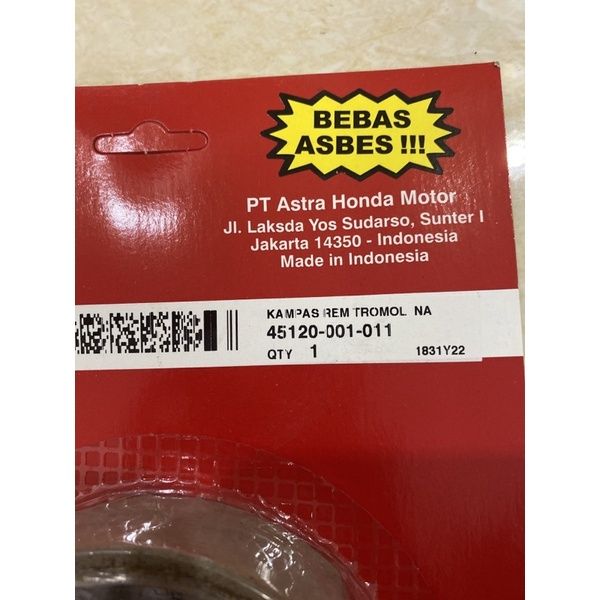 BEBAS
ASBES !!!
PT Astra Honda Motor
Jl. Laksda Yos Sudarso, Sunter I
Jakarta 14350 - Indonesia
Made in Indonesia
KAMPAS REM TROMOL NA
45120-001-011
QTY 1 1831Y22